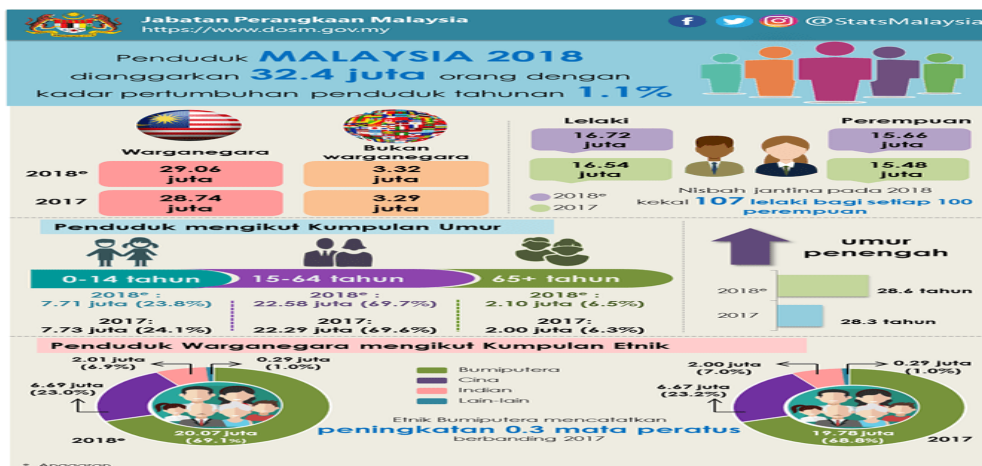 Jabatan Perangkaan Malaysia
https://www.dosm.gov.my
@StatsMalaysia
Penduduk MALAYSIA 2018
dianggarkan 32.4 juta orang dengan
kadar pertumbuhan penduduk tahunan 1.1%
Warganegara
Bukan
warganegara
2018ᵉ
29.06
juta
3.32
juta
2017
28.74
juta
3.29
juta
Lelaki
Perempuan
16.72
juta
15.66
juta
16.54
juta
15.48
juta
2018ᵉ
2017
Nisbah jantina pada 2018
kekal 107 lelaki bagi setiap 100
perempuan
Penduduk mengikut Kumpulan Umur
0-14 tahun
15-64 tahun
65+ tahun
2018ᵉ :
7.71 juta (23.8%)
2018ᵉ :
22.58 juta (69.7%)
2018ᵉ :
2.10 juta (6.5%)
2017:
7.73 juta (24.1%)
2017:
22.29 juta (69.6%)
2017:
2.00 juta (6.3%)
umur
penengah
2018ᵉ
28.6 tahun
2017
28.3 tahun
Penduduk Warganegara mengikut Kumpulan Etnik
2.01 juta
(6.9%)
0.29 juta
(1.0%)
6.69 juta
(23.0%)
20.07 juta
(69.1%)
2018ᵉ
Bumiputera
Cina
Indian
Lain-lain
Etnik Bumiputera mencatatkan
peningkatan 0.3 mata peratus
berbanding 2017
2.00 juta
(7.0%)
0.29 juta
(1.0%)
6.67 juta
(23.2%)
19.78 juta
(68.8%)
2017